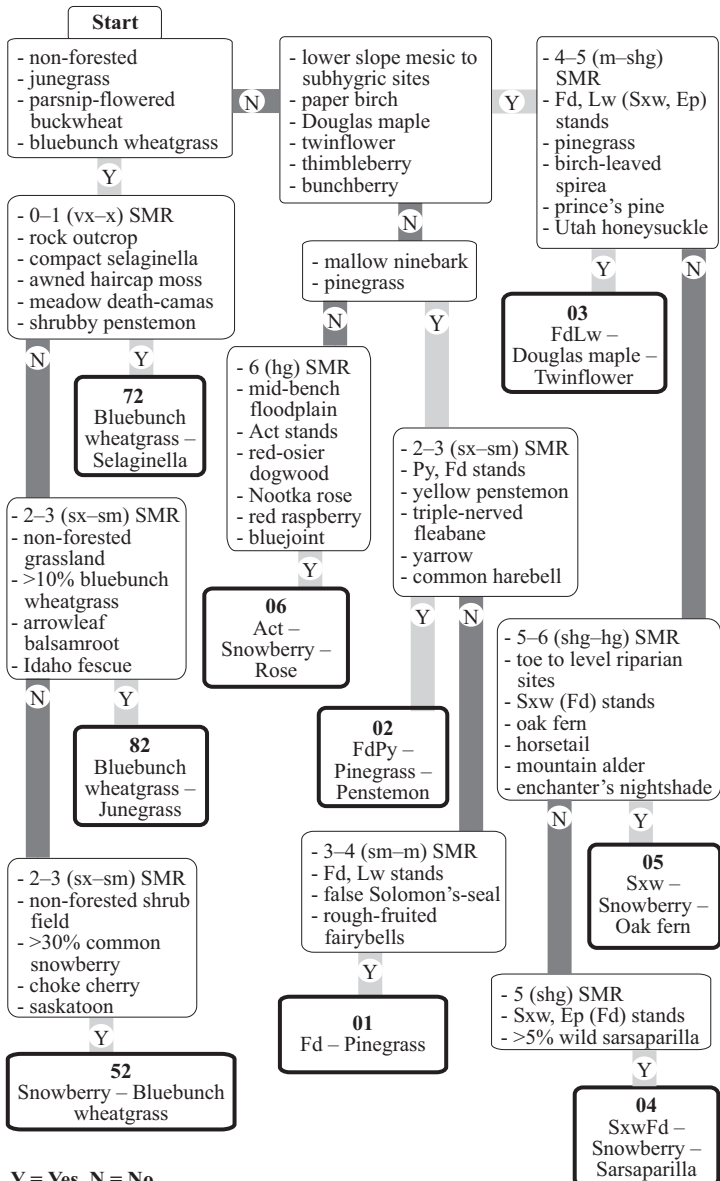 Start
- non-forested
- junegrass
- parsnip-flowered
buckwheat
- bluebunch wheatgrass
N
Y
- lower slope mesic to
subhygric sites
- paper birch
- Douglas maple
- twinflower
- thimbleberry
- bunchberry
Y
N
- 4–5 (m–shg)
SMR
- Fd, Lw (Sxw, Ep)
stands
- pinegrass
- birch-leaved
spirea
- prince's pine
- Utah honeysuckle
Y
N
03
FdLw –
Douglas maple –
Twinflower
- 0–1 (vx–x) SMR
- rock outcrop
- compact selaginella
- awned haircap moss
- meadow death-camas
- shrubby penstemon
N
Y
72
Bluebunch
wheatgrass –
Selaginella
- mallow ninebark
- pinegrass
N
Y
- 6 (hg) SMR
- mid-bench
floodplain
- Act stands
- red-osier
dogwood
- Nootka rose
- red raspberry
- bluejoint
Y
06
Act –
Snowberry –
Rose
- 2–3 (sx–sm) SMR
- Py, Fd stands
- yellow penstemon
- triple-nerved
fleabane
- yarrow
- common harebell
Y
N
02
FdPy –
Pinegrass –
Penstemon
- 2–3 (sx–sm) SMR
- non-forested
grassland
- >10% bluebunch
wheatgrass
- arrowleaf
balsamroot
- Idaho fescue
N
Y
82
Bluebunch
wheatgrass –
Junegrass
- 5–6 (shg–hg) SMR
- toe to level riparian
sites
- Sxw (Fd) stands
- oak fern
- horsetail
- mountain alder
- enchanter's nightshade
N
Y
05
Sxw –
Snowberry –
Oak fern
- 2–3 (sx–sm) SMR
- non-forested shrub
field
- >30% common
snowberry
- choke cherry
- saskatoon
Y
52
Snowberry – Bluebunch
wheatgrass
- 3–4 (sm–m) SMR
- Fd, Lw stands
- false Solomon's-seal
- rough-fruited
fairybells
Y
01
Fd – Pinegrass
- 5 (shg) SMR
- Sxw, Ep (Fd) stands
- >5% wild sarsaparilla
Y
04
SxwFd –
Snowberry –
Sarsaparilla
Y = Yes, N = No